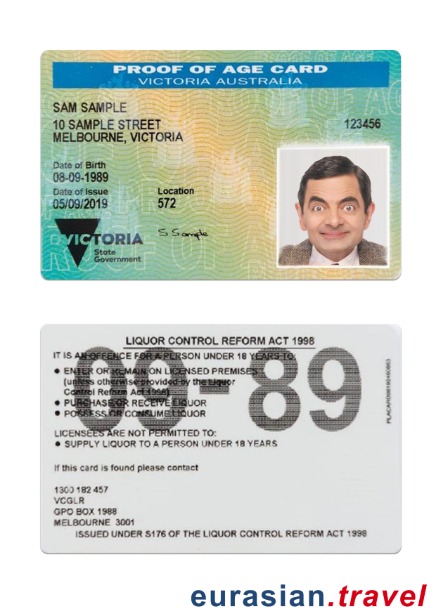 PROOF OF AGE CARD
VICTORIA AUSTRALIA
SAM SAMPLE
10 SAMPLE STREET
MELBOURNE, VICTORIA
123456
Date of Birth
08-09-1989
Date of Issue
05/09/2019
Location
572
S Sample
VICTORIA
State
Government
LIQUOR CONTROL REFORM ACT 1998
09-89
IT IS AN OFFENCE FOR A PERSON UNDER 18 YEARS TO:
● ENTER OR REMAIN ON LICENSED PREMISES
(unless otherwise provided by the Liquor
Control Reform Act 1998)
● PURCHASE OR RECEIVE LIQUOR
● POSSESS OR CONSUME LIQUOR
LICENSEES ARE NOT PERMITTED TO:
● SUPPLY LIQUOR TO A PERSON UNDER 18 YEARS
If this card is found please contact
1300 182 457
VCGLR
GPO BOX 1988
MELBOURNE 3001
ISSUED UNDER S176 OF THE LIQUOR CONTROL REFORM ACT 1998
eurasian.travel